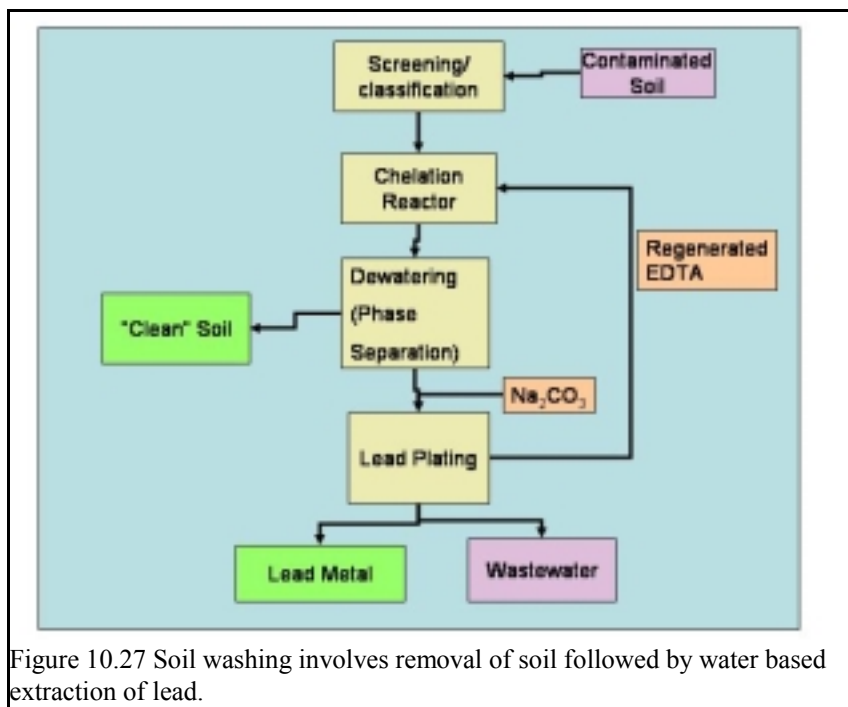 Screening/
classification
Contaminated
Soil
Chelation
Reactor
Regenerated
EDTA
Dewatering
(Phase
Separation)
"Clean" Soil
Na₂CO₃
Lead Plating
Lead Metal
Wastewater
Figure 10.27 Soil washing involves removal of soil followed by water based
extraction of lead.